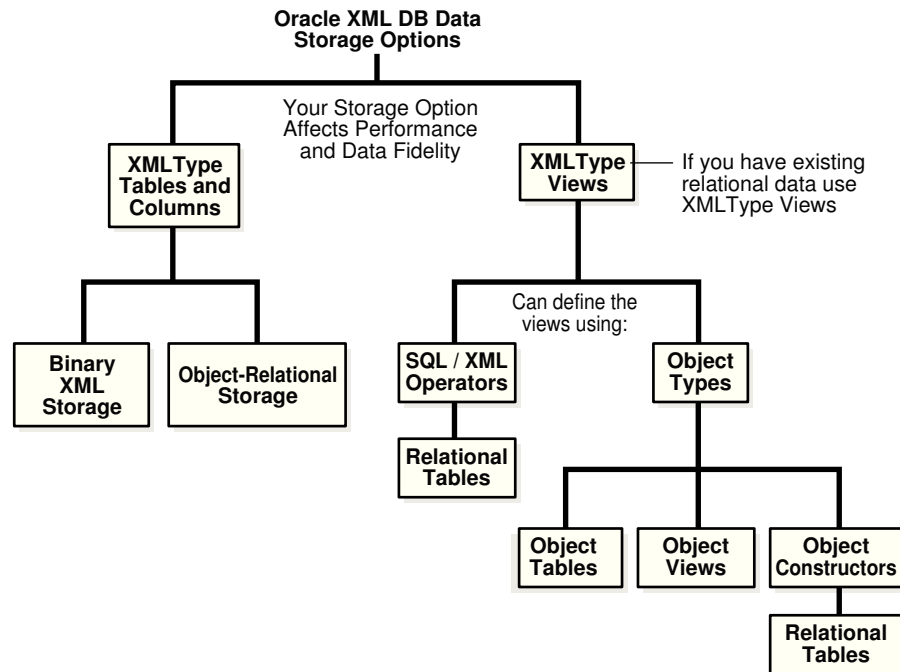 Oracle XML DB Data
Storage Options
Your Storage Option
Affects Performance
and Data Fidelity
XMLType
Tables and
Columns
XMLType
Views
If you have existing
relational data use
XMLType Views
Can define the
views using:
Binary
XML
Storage
Object-Relational
Storage
SQL / XML
Operators
Object
Types
Relational
Tables
Object
Tables
Object
Views
Object
Constructors
Relational
Tables